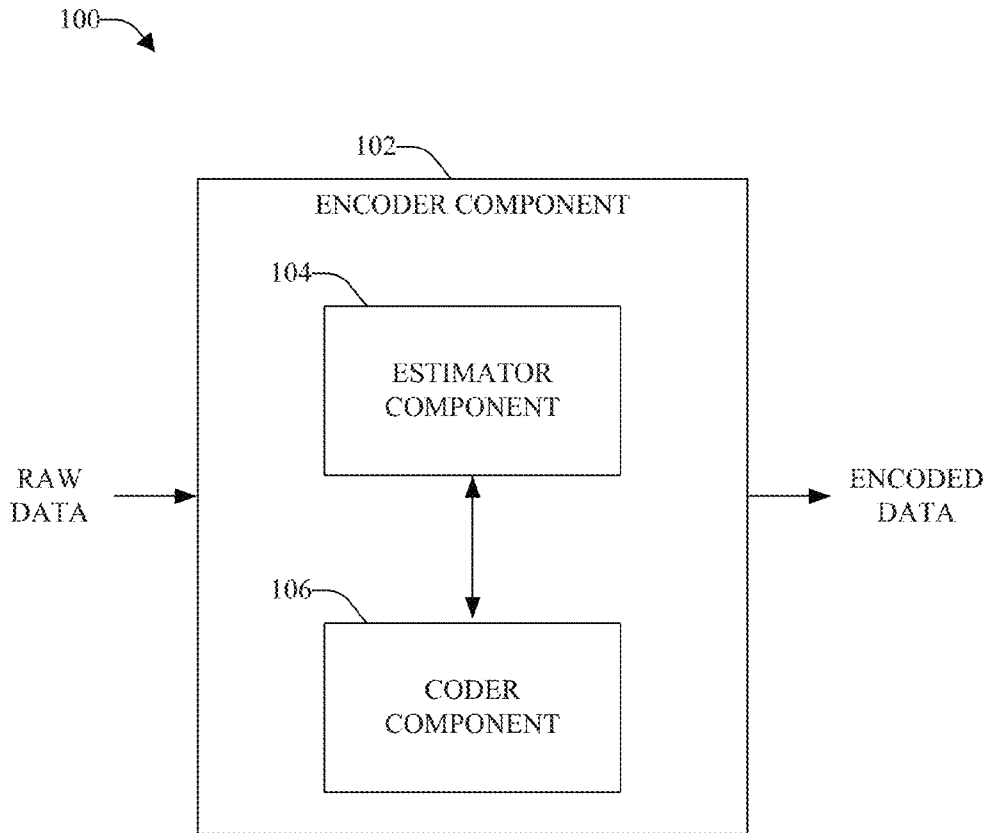 100
102
ENCODER COMPONENT
104
ESTIMATOR
COMPONENT
RAW
DATA
ENCODED
DATA
106
CODER
COMPONENT